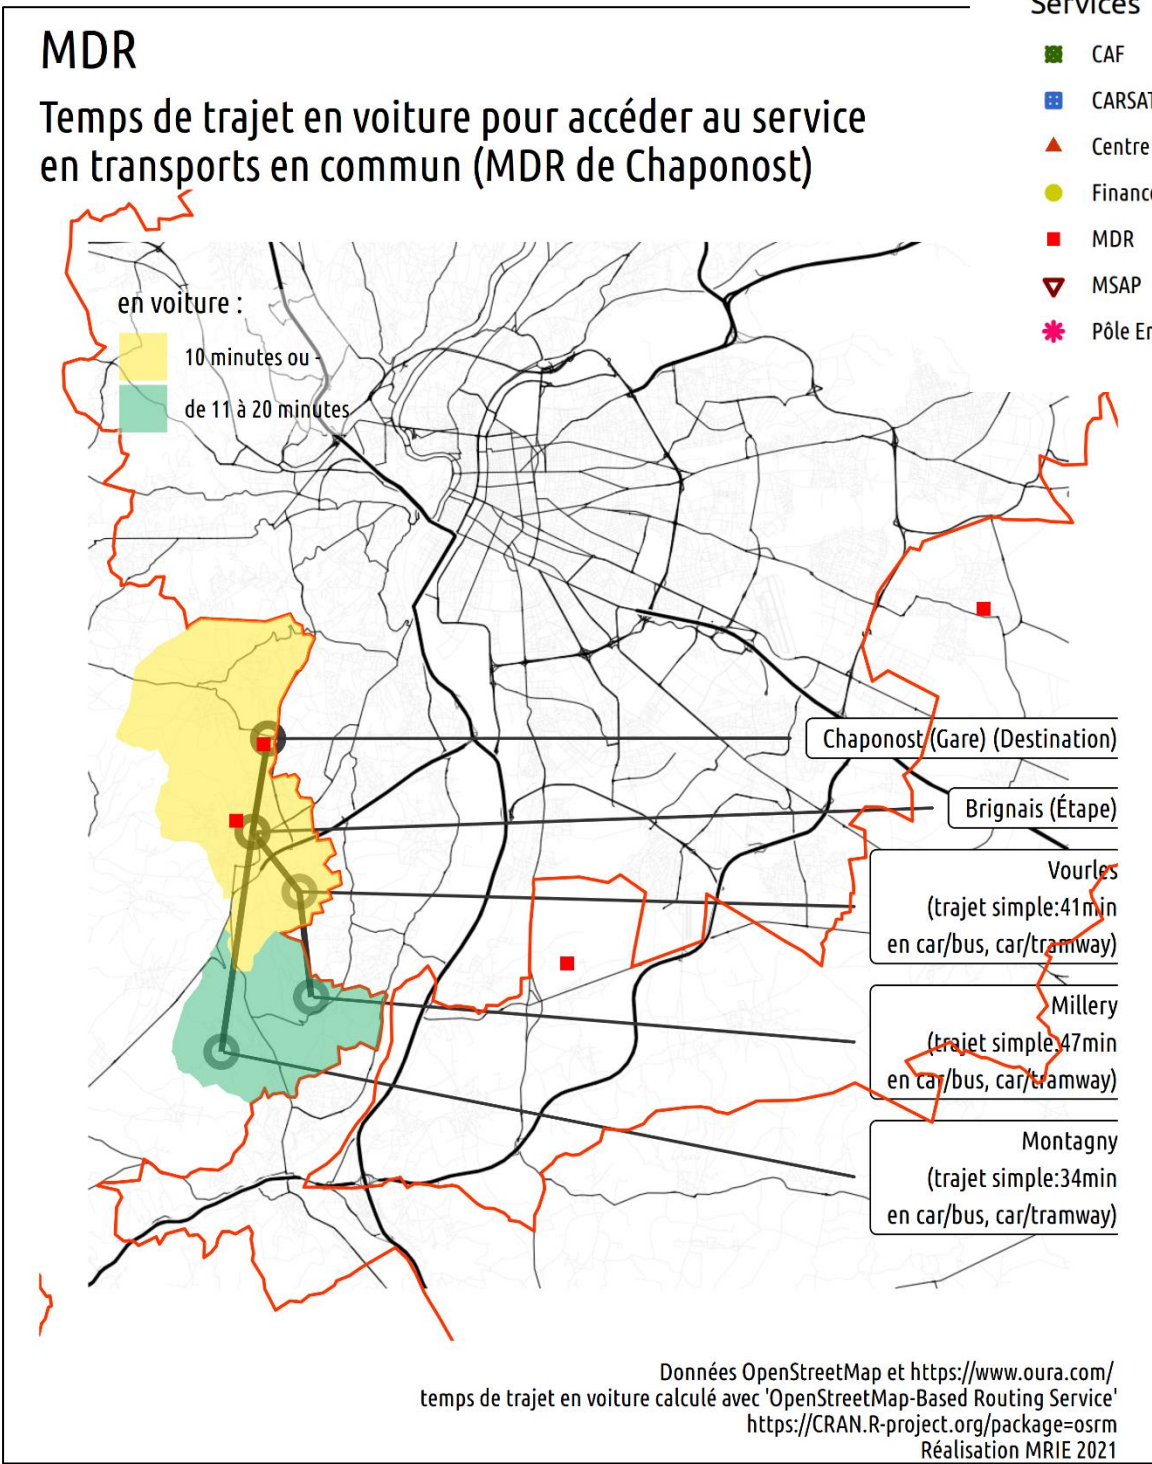 MDR
Temps de trajet en voiture pour accéder au service
en transports en commun (MDR de Chaponost)
Services
CAF
CARSAT
Centre
Finance
MDR
MSAP
Pôle Em
en voiture :
10 minutes ou -
de 11 à 20 minutes
Chaponost (Gare) (Destination)
Brignais (Étape)
Vourles
(trajet simple:41min
en car/bus, car/tramway)
Millery
(trajet simple:47min
en car/bus, car/tramway)
Montagny
(trajet simple:34min
en car/bus, car/tramway)
Données OpenStreetMap et https://www.oura.com/
temps de trajet en voiture calculé avec 'OpenStreetMap-Based Routing Service'
https://CRAN.R-project.org/package=osrm
Réalisation MRIE 2021